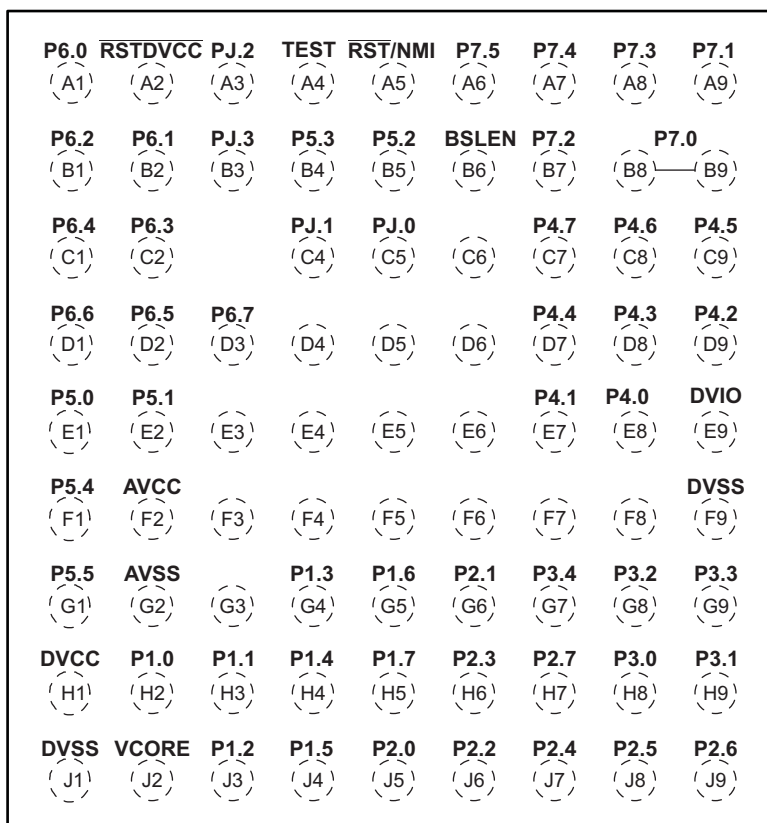 P6.0 RSTDVCC PJ.2 TEST RST/NMI P7.5 P7.4 P7.3 P7.1
A1 A2 A3 A4 A5 A6 A7 A8 A9
P6.2 P6.1 PJ.3 P5.3 P5.2 BSLEN P7.2 P7.0
B1 B2 B3 B4 B5 B6 B7 B8 B9
P6.4 P6.3 PJ.1 PJ.0 P4.7 P4.6 P4.5
C1 C2 C4 C5 C6 C7 C8 C9
P6.6 P6.5 P6.7 P4.4 P4.3 P4.2
D1 D2 D3 D4 D5 D6 D7 D8 D9
P5.0 P5.1 P4.1 P4.0 DVIO
E1 E2 E3 E4 E5 E6 E7 E8 E9
P5.4 AVCC DVSS
F1 F2 F3 F4 F5 F6 F7 F8 F9
P5.5 AVSS P1.3 P1.6 P2.1 P3.4 P3.2 P3.3
G1 G2 G3 G4 G5 G6 G7 G8 G9
DVCC P1.0 P1.1 P1.4 P1.7 P2.3 P2.7 P3.0 P3.1
H1 H2 H3 H4 H5 H6 H7 H8 H9
DVSS VCORE P1.2 P1.5 P2.0 P2.2 P2.4 P2.5 P2.6
J1 J2 J3 J4 J5 J6 J7 J8 J9